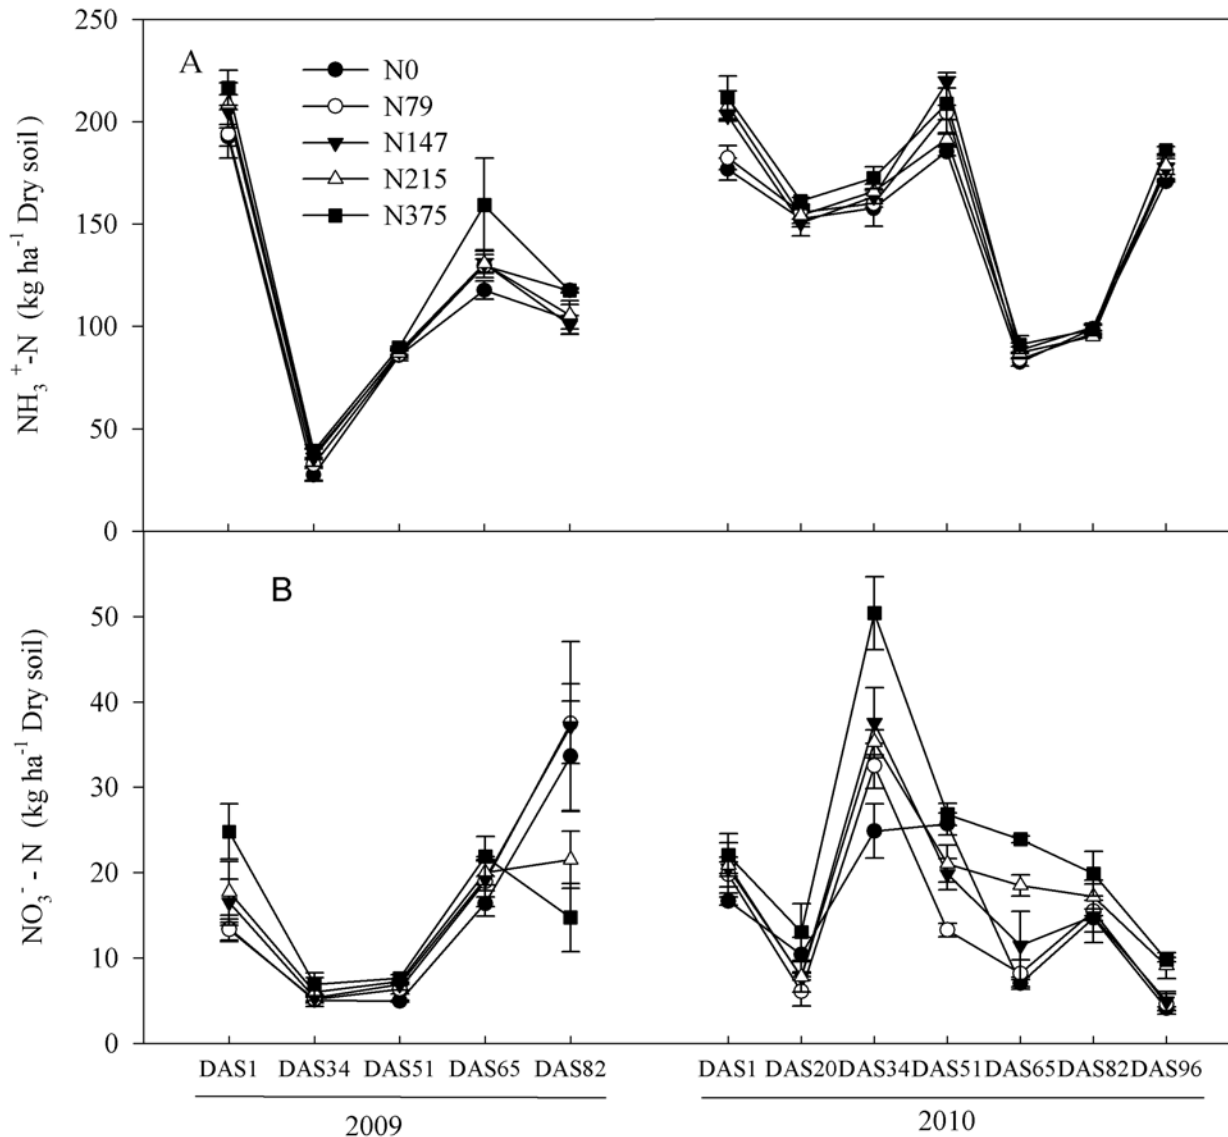 A
N0
N79
N147
N215
N375
NH₃⁺-N (kg ha⁻¹ Dry soil)
250
200
150
100
50
0
B
NO₃⁻ - N (kg ha⁻¹ Dry soil)
50
40
30
20
10
0
DAS1 DAS34 DAS51 DAS65 DAS82 DAS1 DAS20 DAS34 DAS51 DAS65 DAS82 DAS96
2009 2010